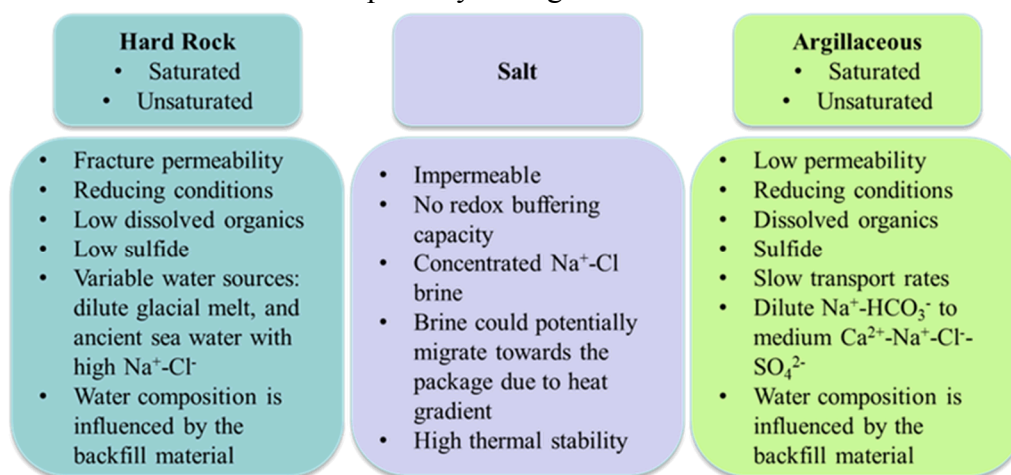 Hard Rock
• Saturated
• Unsaturated
• Fracture permeability
• Reducing conditions
• Low dissolved organics
• Low sulfide
• Variable water sources:
dilute glacial melt, and
ancient sea water with
high Na⁺-Cl⁻
• Water composition is
influenced by the
backfill material
Salt
• Impermeable
• No redox buffering
capacity
• Concentrated Na⁺-Cl
brine
• Brine could potentially
migrate towards the
package due to heat
gradient
• High thermal stability
Argillaceous
• Saturated
• Unsaturated
• Low permeability
• Reducing conditions
• Dissolved organics
• Sulfide
• Slow transport rates
• Dilute Na⁺-HCO₃⁻ to
medium Ca²⁺-Na⁺-Cl⁻-
SO₄²⁻
• Water composition is
influenced by the
backfill material